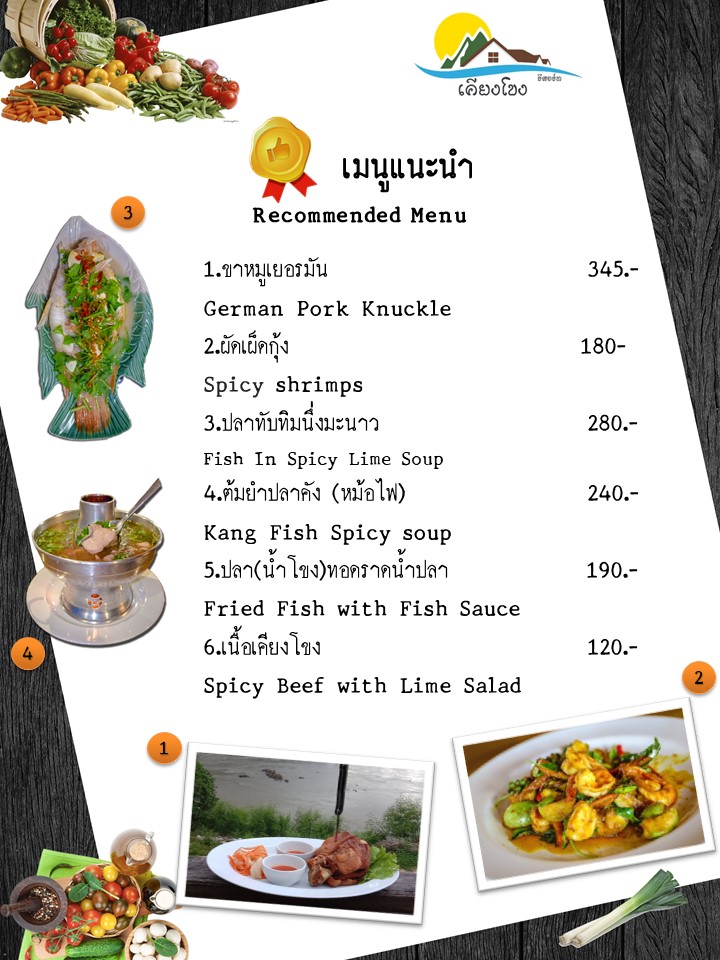 เคียงโขง
รีสอร์ท
เมนูแนะนำ
Recommended Menu
3
1.ขาหมูเยอรมัน 345.-
German Pork Knuckle
2.ผัดเผ็ดกุ้ง 180-
Spicy shrimps
3.ปลาทับทิมนึ่งมะนาว 280.-
Fish In Spicy Lime Soup
4.ต้มยำปลาคัง (หม้อไฟ) 240.-
Kang Fish Spicy soup
5.ปลา(น้ำโขง)ทอดราดน้ำปลา 190.-
Fried Fish with Fish Sauce
6.เนื้อเคียงโขง 120.-
Spicy Beef with Lime Salad
4
2
1